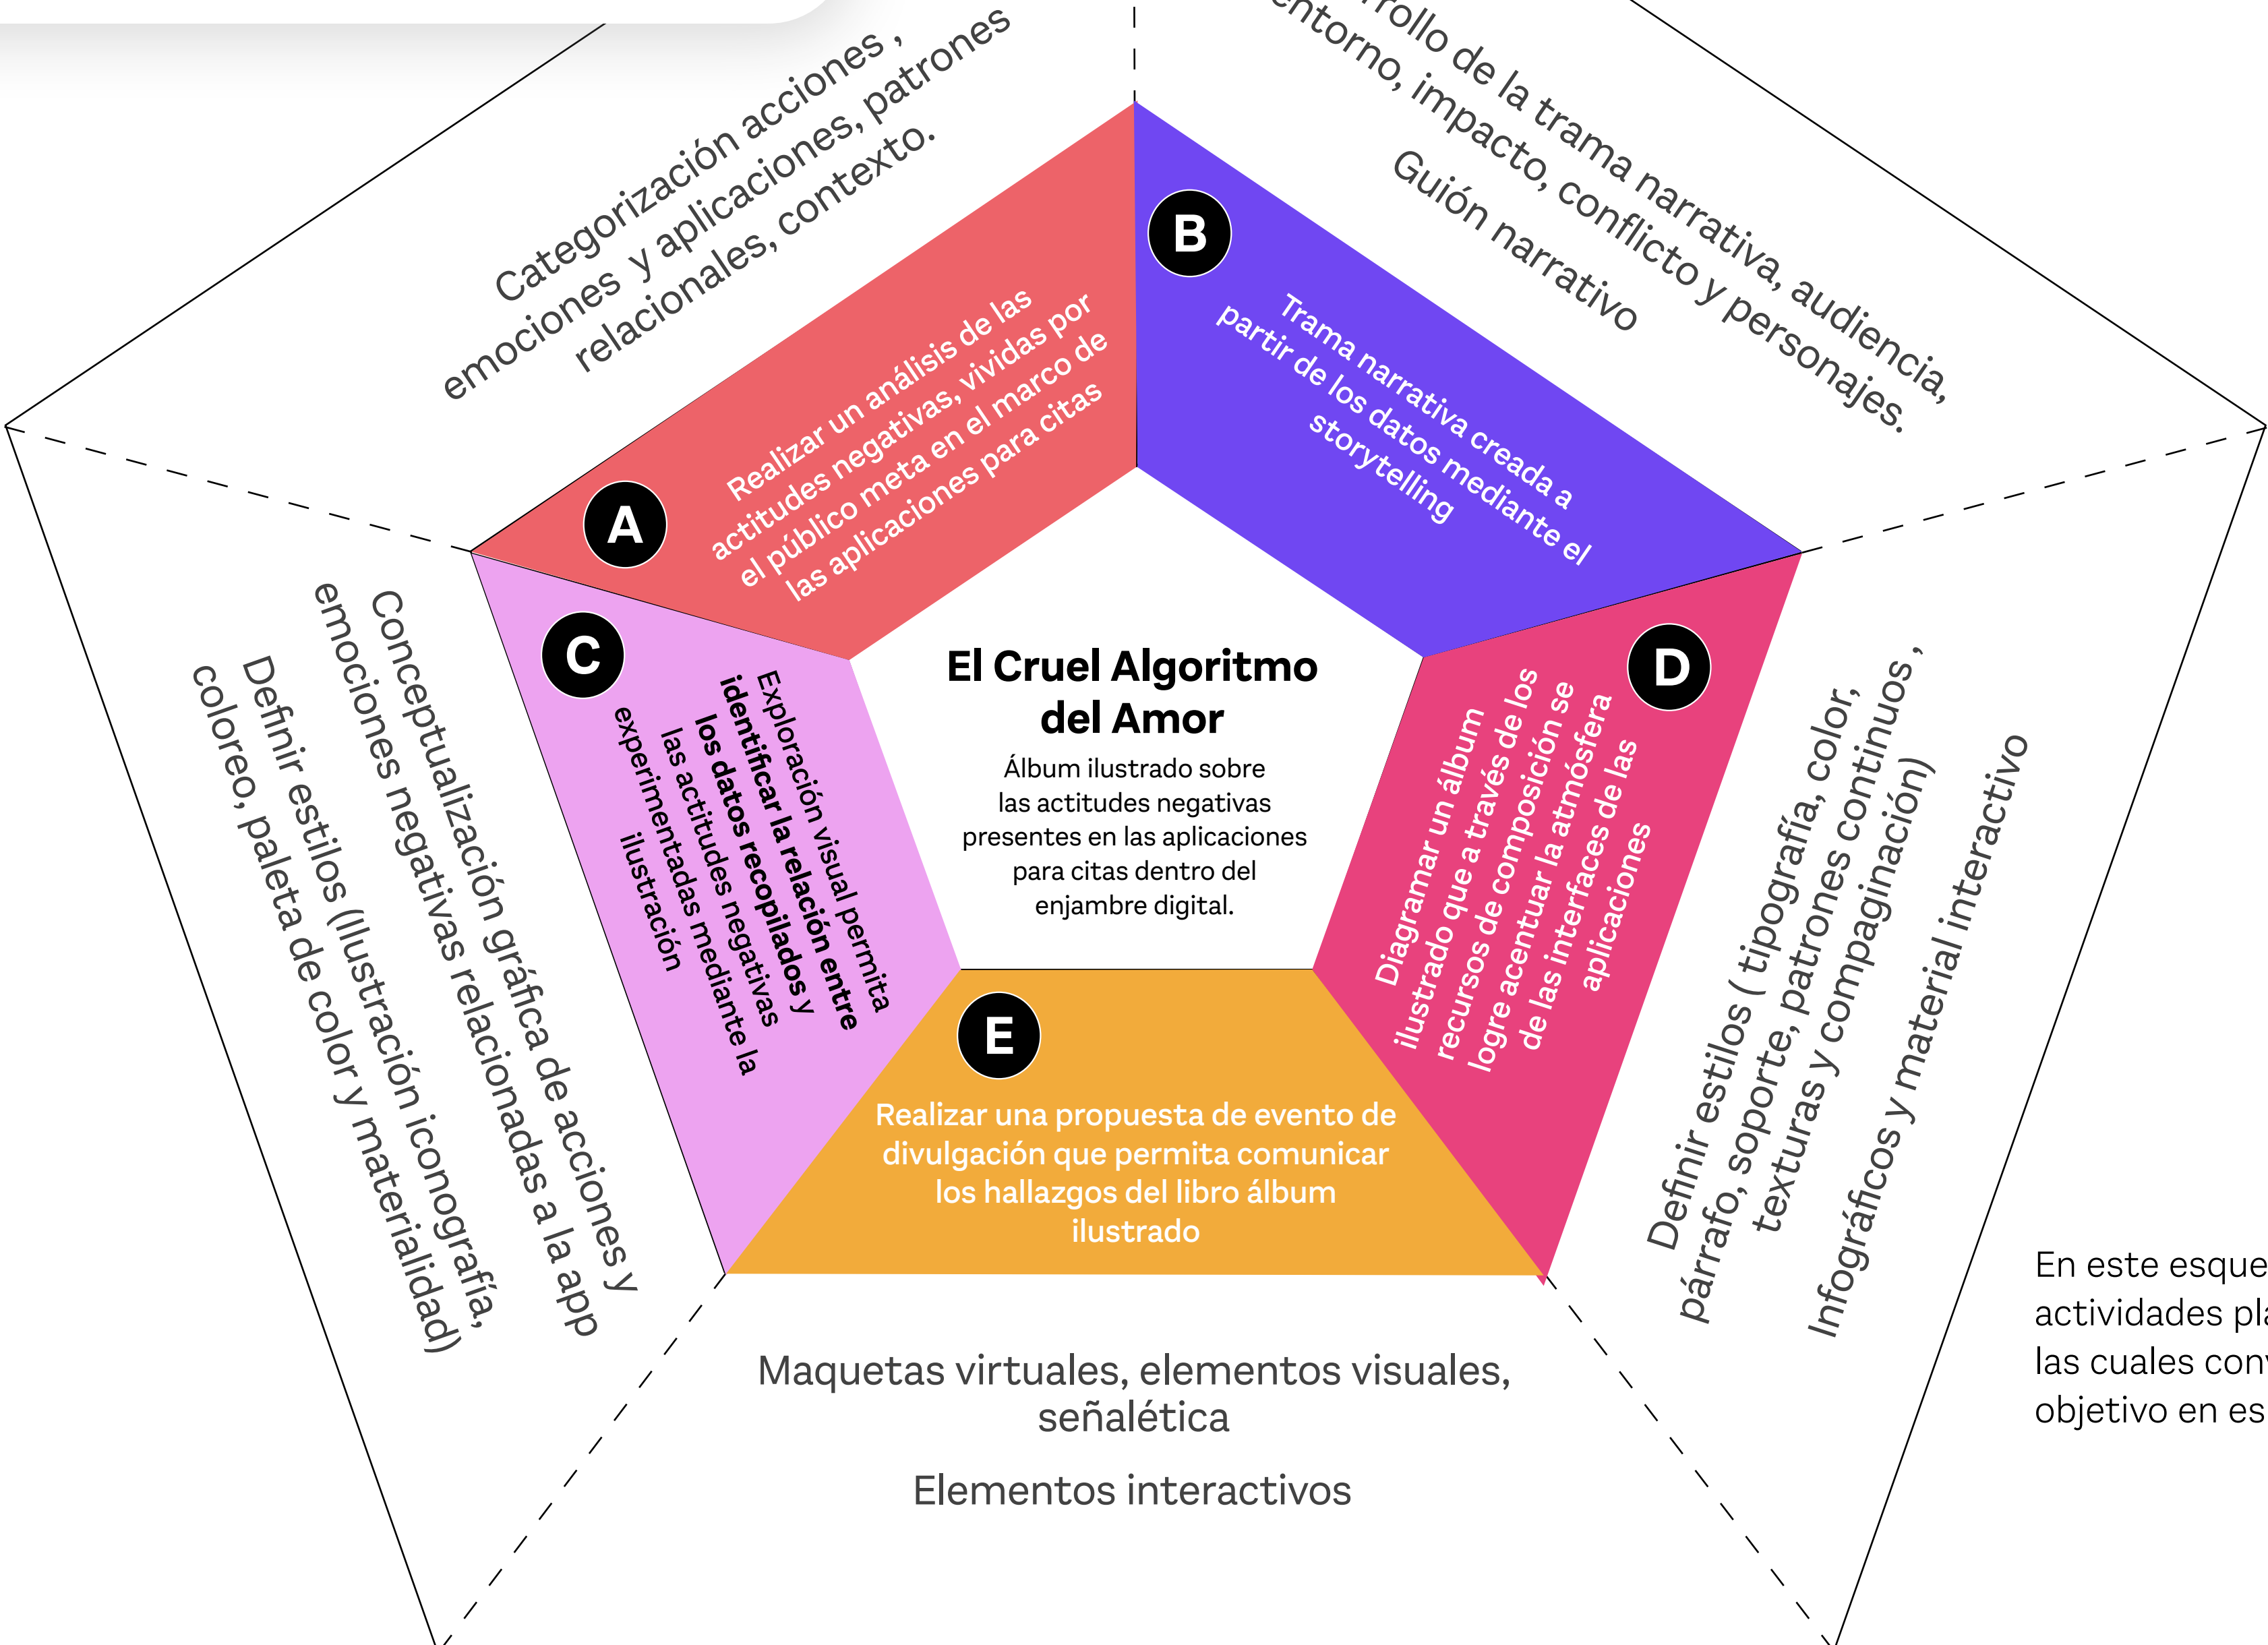 Categorización acciones ,
emociones  y aplicaciones, patrones
relacionales, contexto.
de la trama narrativa, audiencia,
entorno, impacto, conflicto y personajes.
Guión narrativo
A
Realizar un análisis de las
actitudes negativas, vividas por
el público meta en el marco de
las aplicaciones para citas
B
Trama narrativa creada a
partir de los datos mediante el
storytelling
C
Exploración visual permita
identificar la relación entre
los datos recopilados y
las actitudes negativas
experimentadas mediante la
ilustración
Conceptualización gráfica de acciones y
emociones negativas relacionadas a la app
Definir estilos (Ilustración iconografía,
coloreo, paleta de color y materialidad)
El Cruel Algoritmo
del Amor
Álbum ilustrado sobre
las actitudes negativas
presentes en las aplicaciones
para citas dentro del
enjambre digital.
D
Diagramar un álbum
ilustrado que a través de los
recursos de composición se
logre acentuar la atmósfera
de las interfaces de las
aplicaciones
Definir estilos ( tipografía, color,
párrafo, soporte, patrones continuos ,
texturas y compaginación)
Infográficos y material interactivo
E
Realizar una propuesta de evento de
divulgación que permita comunicar
los hallazgos del libro álbum
ilustrado
Maquetas virtuales, elementos visuales,
señalética
Elementos interactivos
En este
actividades
las cuales
objetivo en